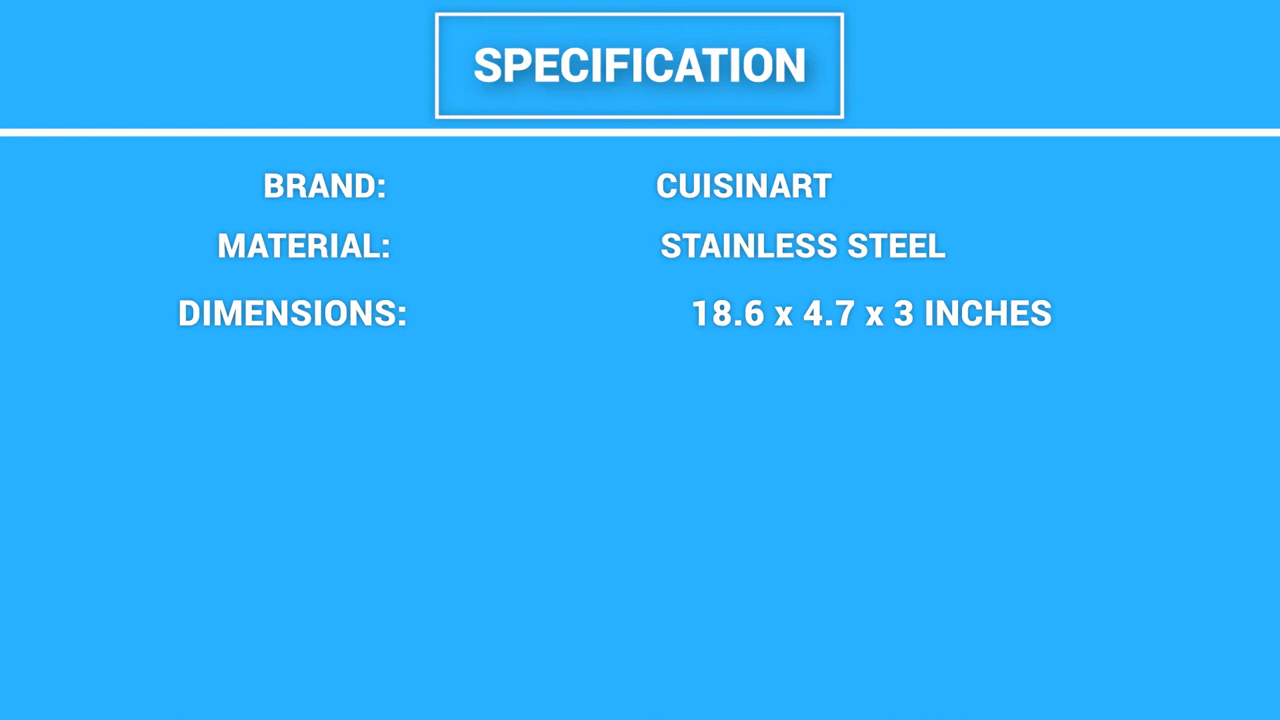 SPECIFICATION
BRAND: CUISINART
MATERIAL: STAINLESS STEEL
DIMENSIONS: 18.6 x 4.7 x 3 INCHES